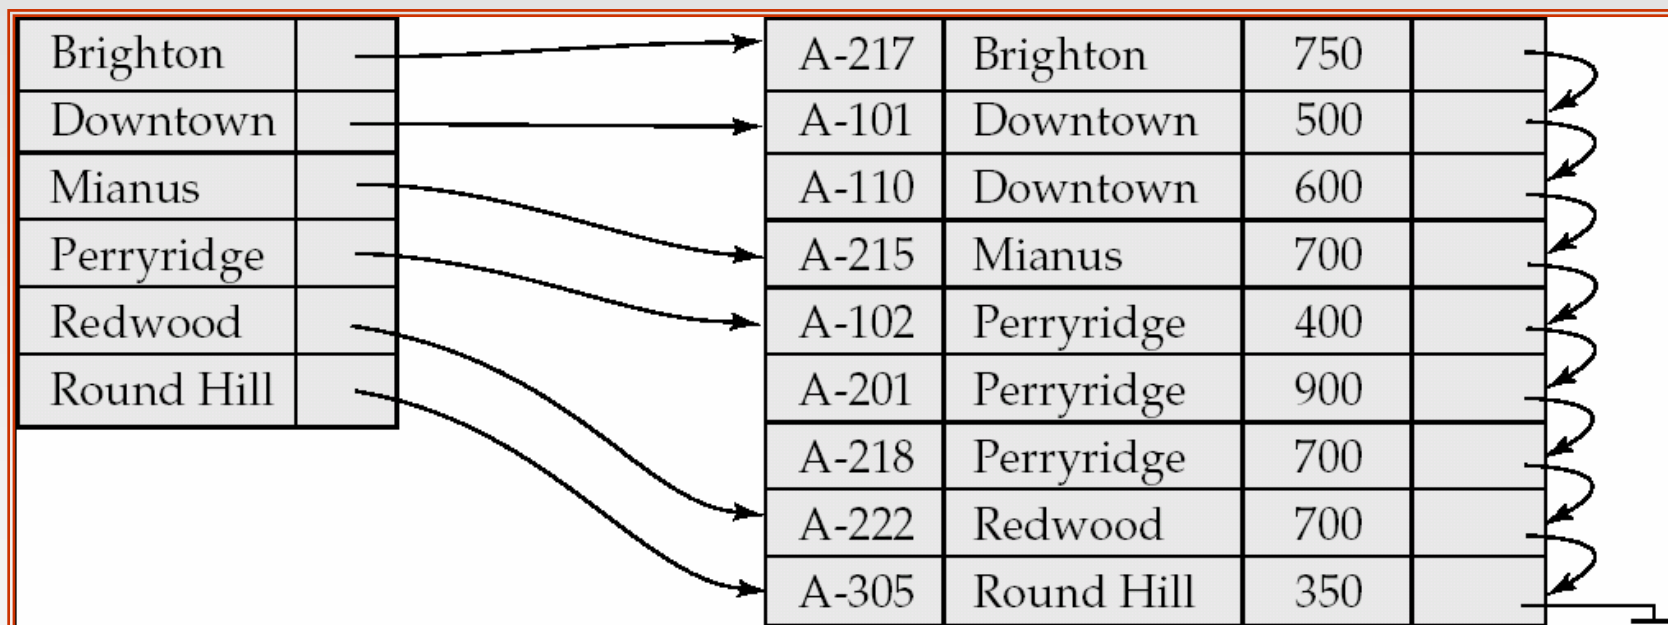 Brighton
Downtown
Mianus
Perryridge
Redwood
Round Hill
A-217 Brighton 750
A-101 Downtown 500
A-110 Downtown 600
A-215 Mianus 700
A-102 Perryridge 400
A-201 Perryridge 900
A-218 Perryridge 700
A-222 Redwood 700
A-305 Round Hill 350